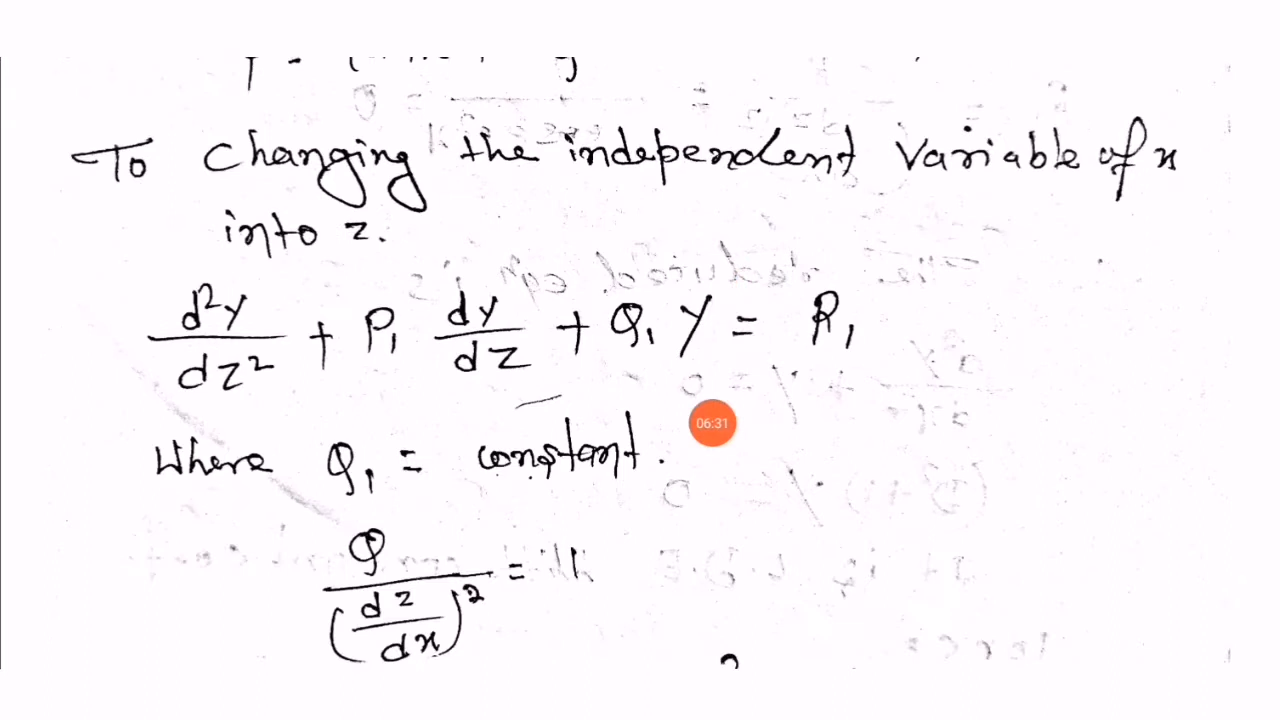 To changing the independent variable of x
into z.
d²y/dz² + P₁ dy/dz + Q₁ y = R₁
06:31
Where Q₁ = constant.
Q/(dz/dx)² = 1